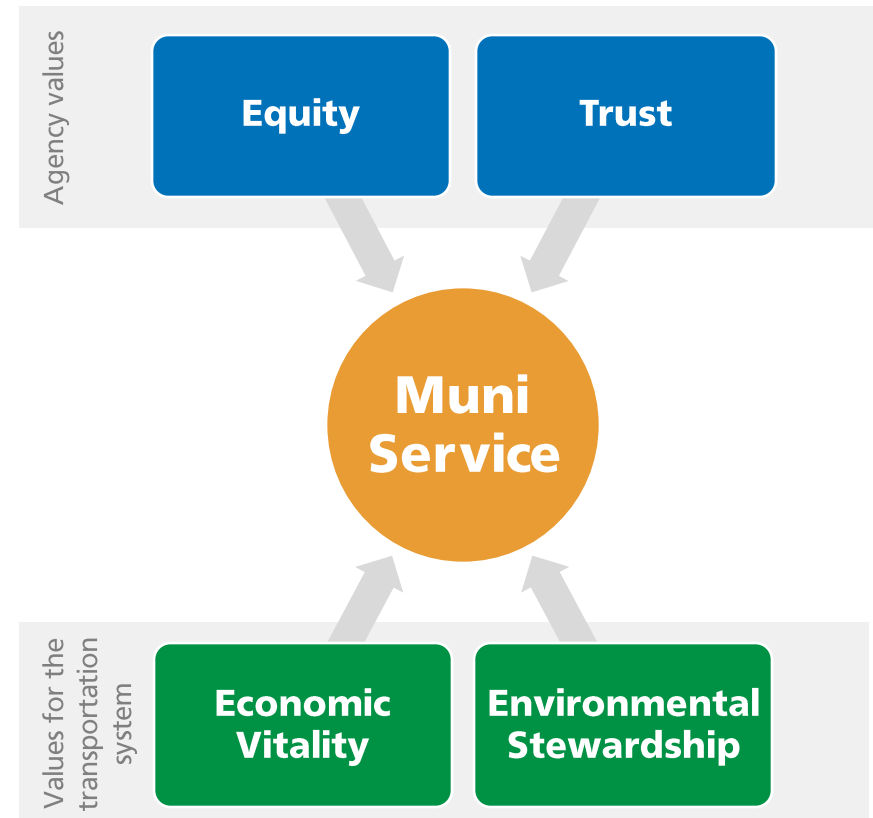 Agency values
Equity
Trust
Muni
Service
Values for the
transportation
system
Economic
Vitality
Environmental
Stewardship